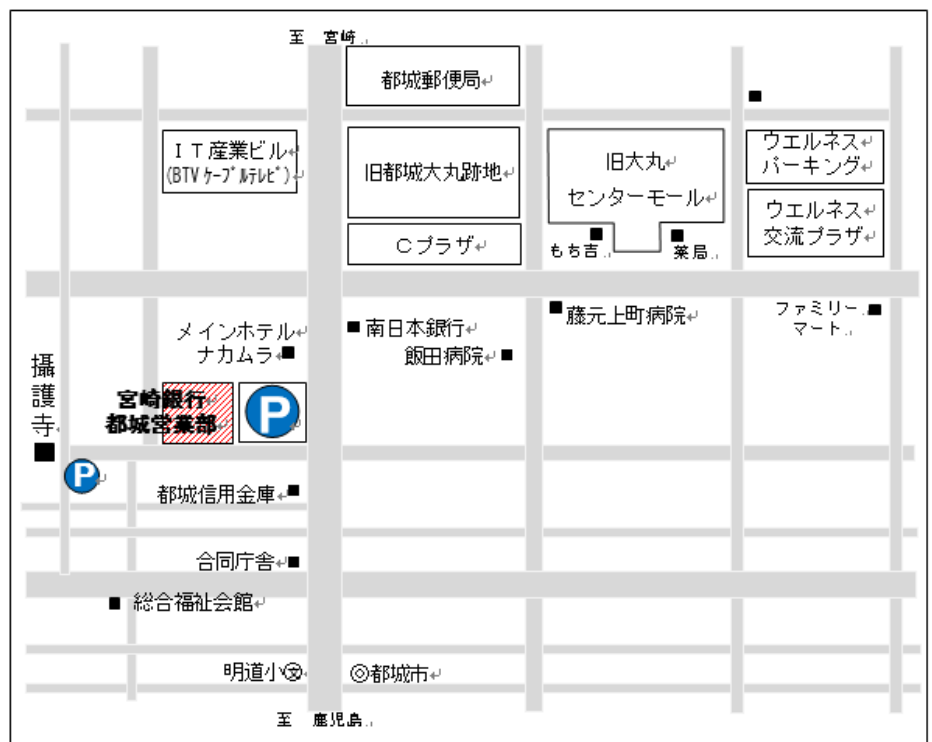 至 宮崎
都城郵便局
IT産業ビル
(BTVケーブルテレビ)
旧都城大丸跡地
旧大丸
センターモール
ウエルネス
パーキング
ウエルネス
交流プラザ
Cプラザ
もち吉
薬局
メインホテル
ナカムラ
南日本銀行
飯田病院
藤元上町病院
ファミリー
マート
攝護寺
宮崎銀行
都城営業部
P
P
都城信用金庫
合同庁舎
総合福祉会館
明道小文
◎都城市
至 鹿児島